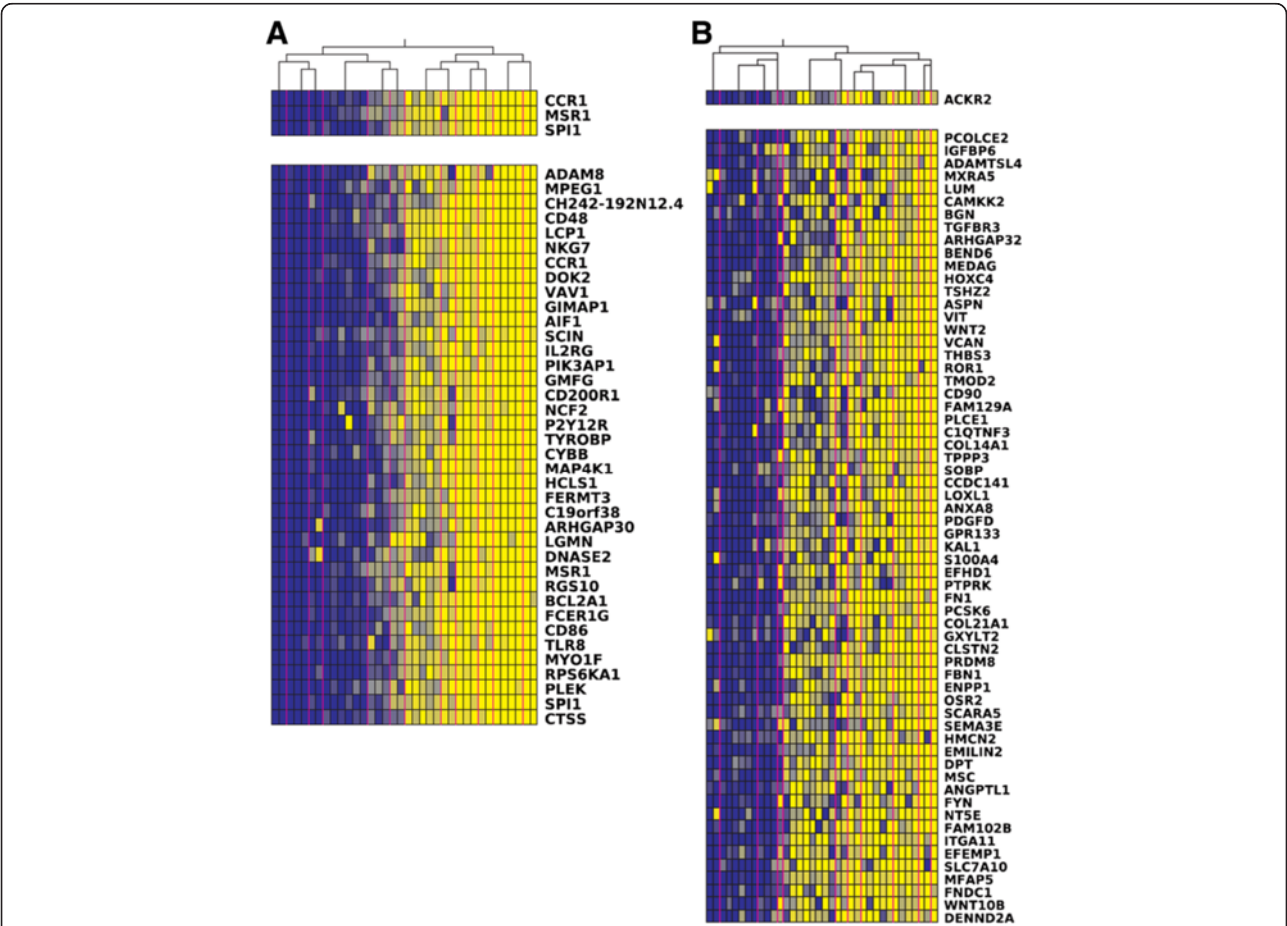 A
CCR1
MSR1
SPI1
ADAM8
MPEG1
CH242-192N12.4
CD48
LCP1
NKG7
CCR1
DOK2
VAV1
GIMAP1
AIF1
SCIN
IL2RG
PIK3AP1
GMFG
CD200R1
NCF2
P2Y12R
TYROBP
CYBB
MAP4K1
HCLS1
FERMT3
C19orf38
ARHGAP30
LGMN
DNASE2
MSR1
RGS10
BCL2A1
FCER1G
CD86
TLR8
MYO1F
RPS6KA1
PLEK
SPI1
CTSS
B
ACKR2
PCOLCE2
IGFBP6
ADAMTSL4
MXRA5
LUM
CAMKK2
BGN
TGFBR3
ARHGAP32
BEND6
MEDAG
HOXC4
TSHZ2
ASPN
VIT
WNT2
VCAN
THBS3
ROR1
TMOD2
CD90
FAM129A
PLCE1
C1QTNF3
COL14A1
TPPP3
SOBP
CCDC141
LOXL1
ANXA8
PDGFD
GPR133
KAL1
S100A4
EFHD1
PTPRK
FN1
PCSK6
COL21A1
GXYLT2
CLSTN2
PRDM8
FBN1
ENPP1
OSR2
SCARA5
SEMA3E
HMCN2
EMILIN2
DPT
MSC
ANGPTL1
FYN
NT5E
FAM102B
ITGA11
EFEMP1
SLC7A10
MFAP5
FNDC1
WNT10B
DENND2A